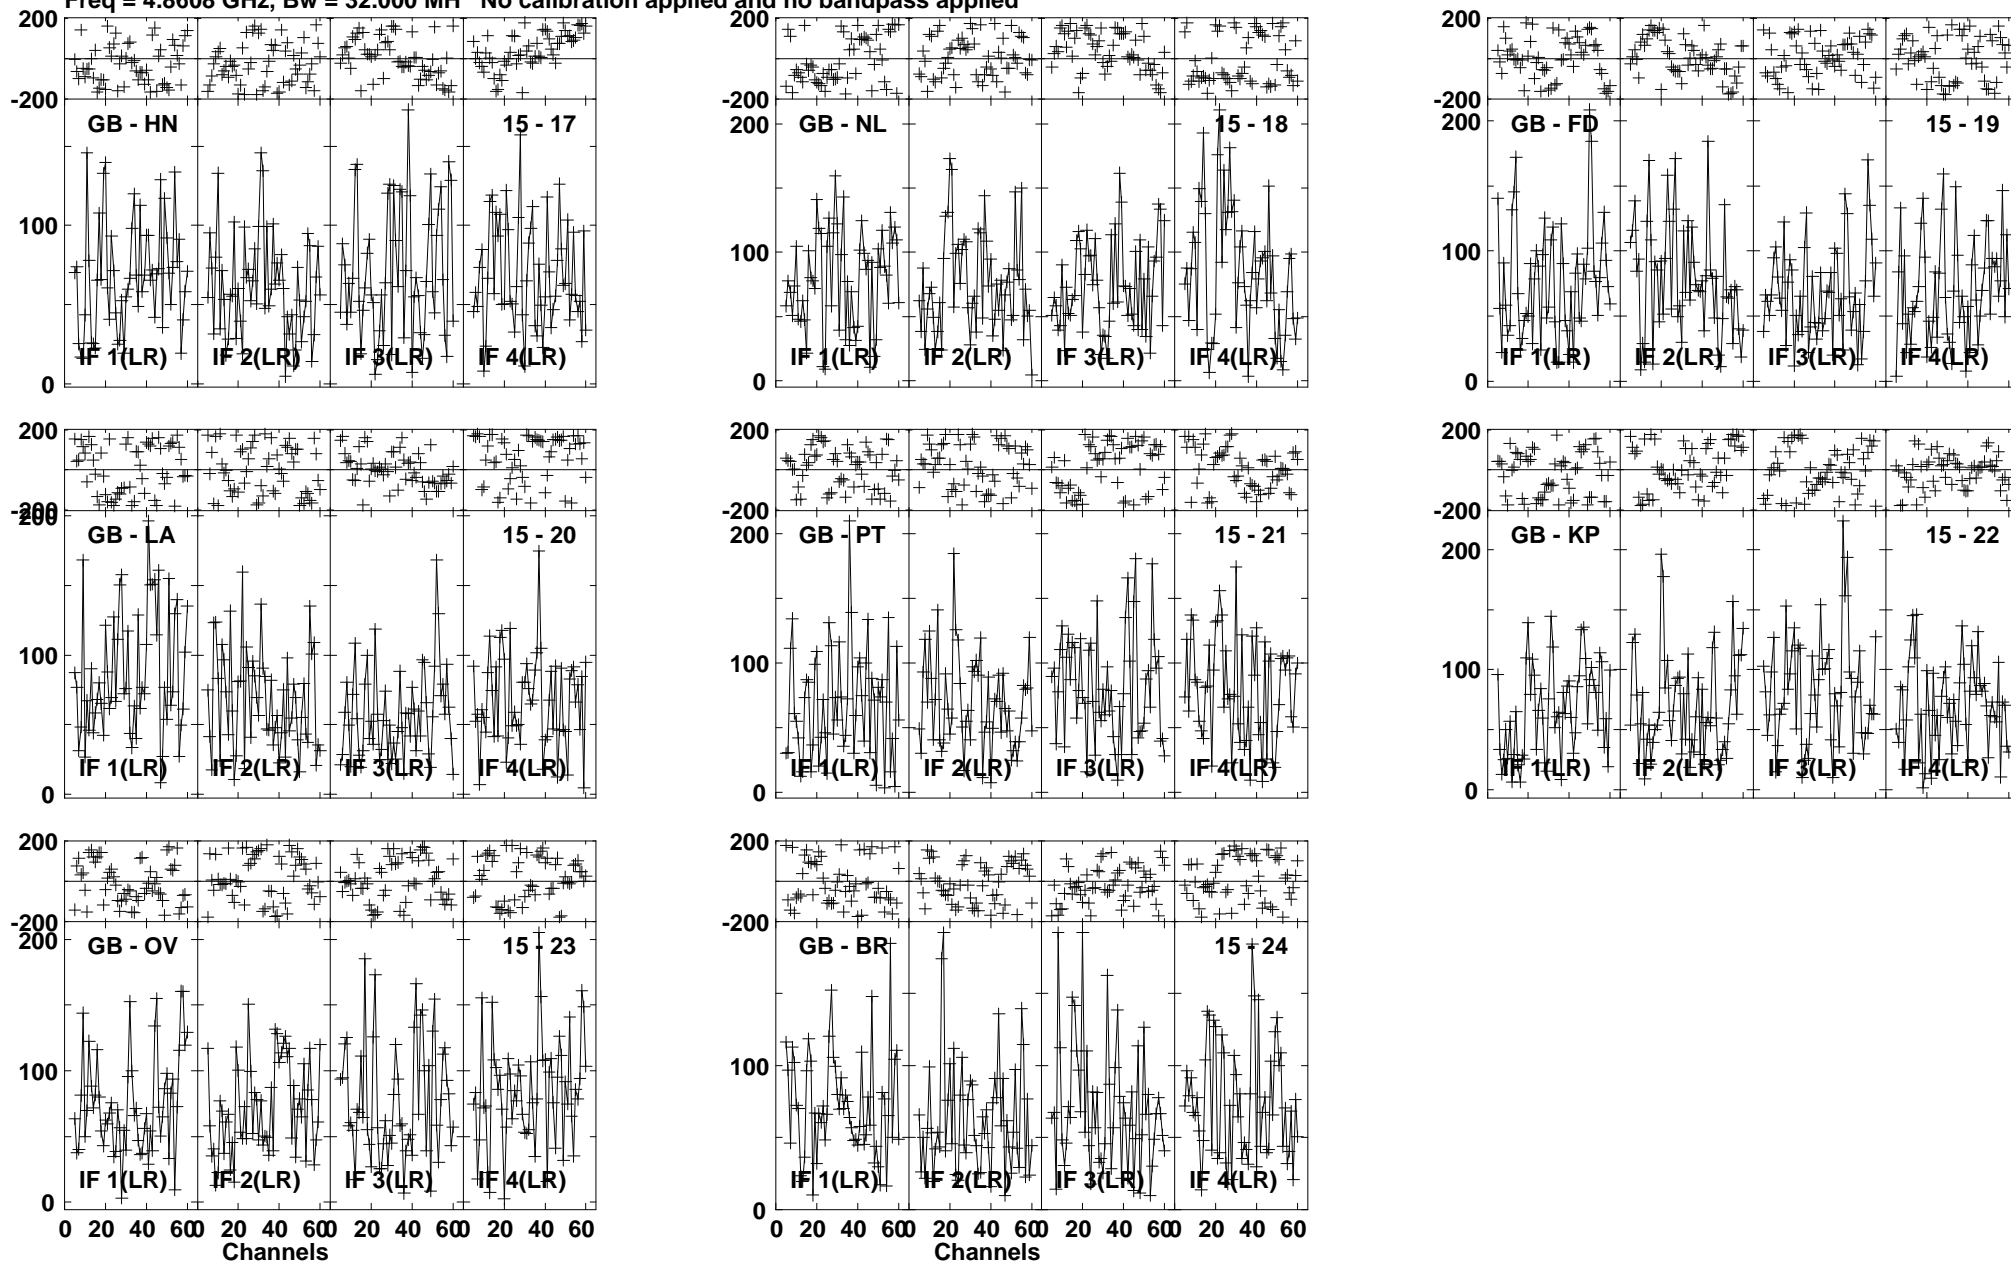 Freq = 4.8608 GHz, Bw = 32.000 MH No calibration applied and no bandpass applied
200
-200
GB - HN 15 - 17
100
0
IF 1(LR) IF 2(LR) IF 3(LR) IF 4(LR)
200
-200
200
GB - NL 15 - 18
100
0
IF 1(LR) IF 2(LR) IF 3(LR) IF 4(LR)
200
-200
200
GB - FD 15 - 19
100
0
IF 1(LR) IF 2(LR) IF 3(LR) IF 4(LR)
200
-200
200
GB - LA 15 - 20
100
0
IF 1(LR) IF 2(LR) IF 3(LR) IF 4(LR)
200
-200
200
GB - PT 15 - 21
100
0
IF 1(LR) IF 2(LR) IF 3(LR) IF 4(LR)
200
-200
200
GB - KP 15 - 22
100
0
IF 1(LR) IF 2(LR) IF 3(LR) IF 4(LR)
200
-200
200
GB - OV 15 - 23
100
0
IF 1(LR) IF 2(LR) IF 3(LR) IF 4(LR)
0 20 40 60 0 20 40 60 0 20 40 60 0 20 40 60
Channels
200
-200
200
GB - BR 15 - 24
100
0
IF 1(LR) IF 2(LR) IF 3(LR) IF 4(LR)
0 20 40 60 0 20 40 60 0 20 40 60 0 20 40 60
Channels